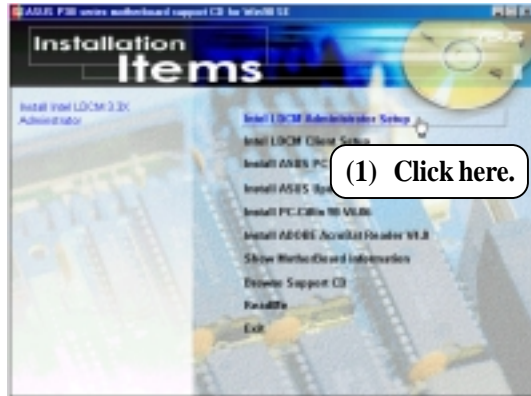 ASUS P3B series motherboard support CD for Win98 SE
Installation
Items
ASUS
Install Intel LDCM 3.3X
Administrator
Intel LDCM Administrator Setup
Intel LDCM Client Setup
Install ASUS PC
(1) Click here.
Install ASUS
Install PC-Cillin 98
Install ADOBE Acrobat Reader V4.0
Show Motherboard Information
Browse Support CD
ReadMe
Exit